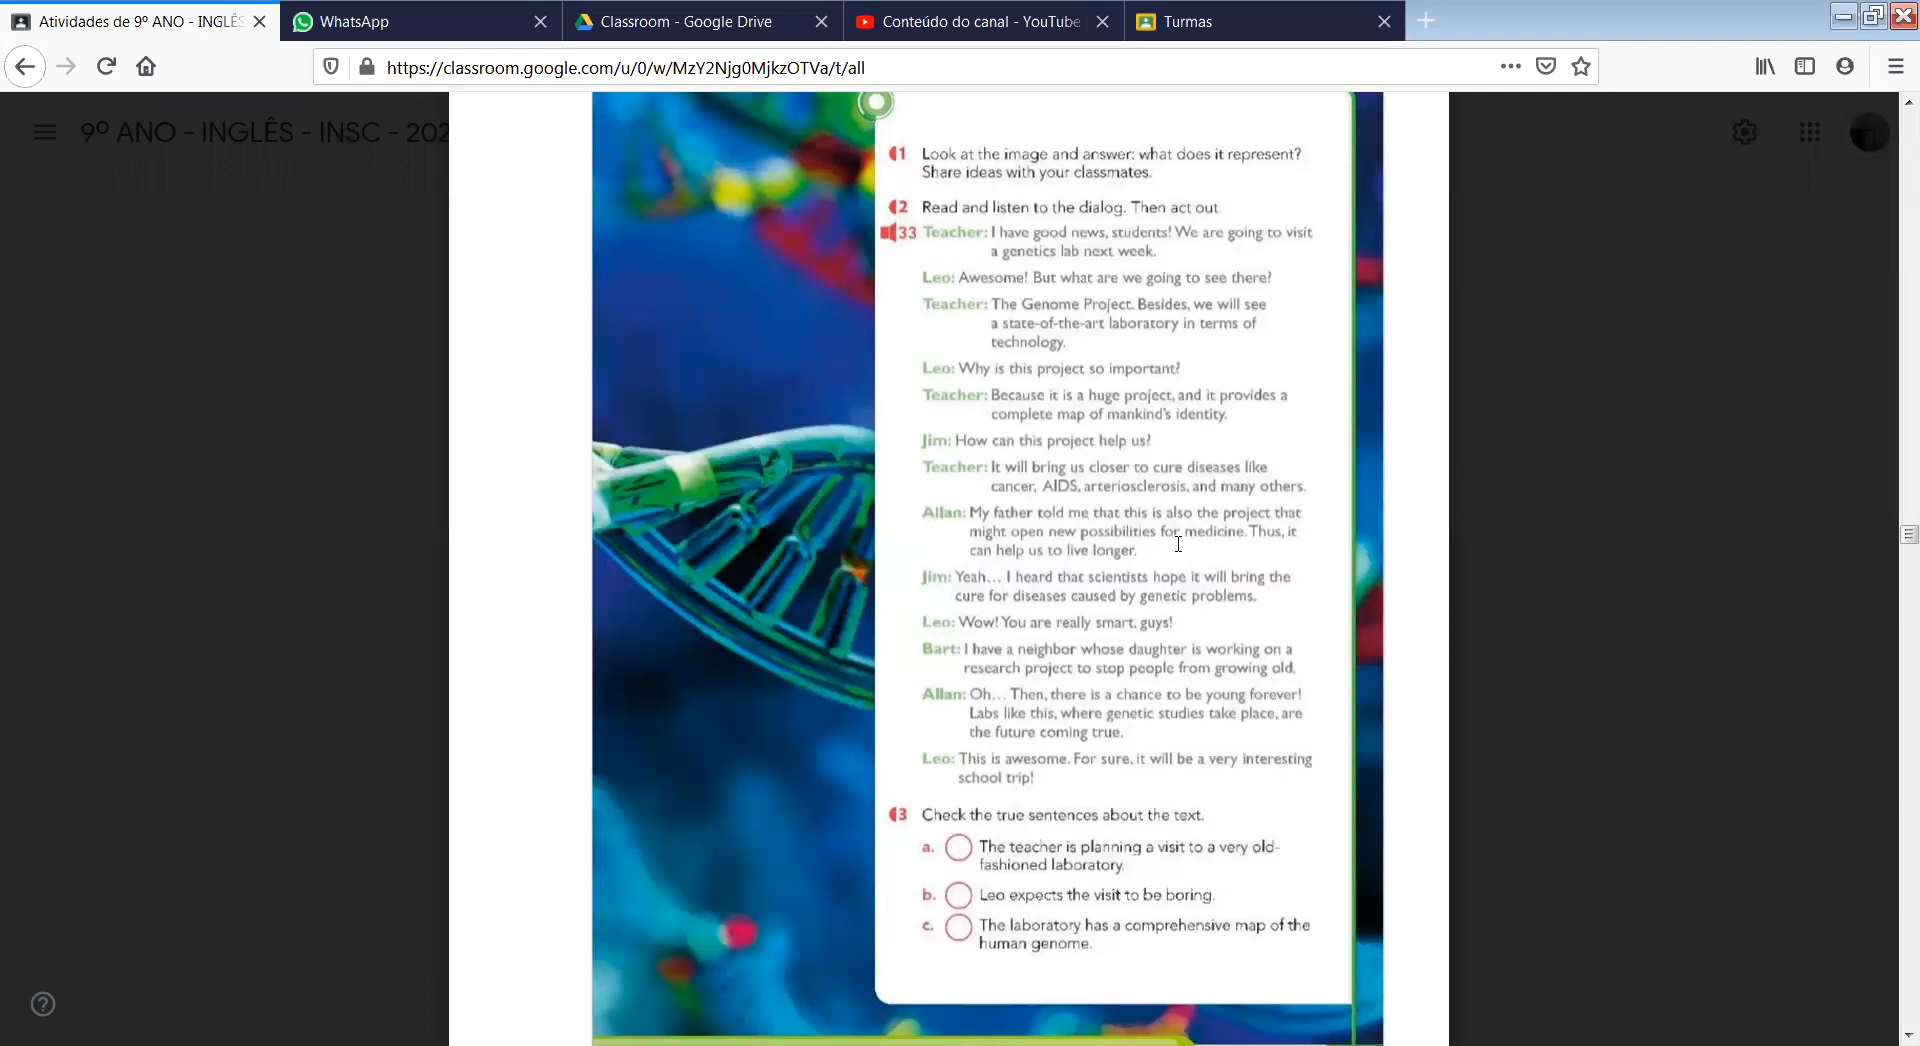 Atividades de 9º ANO - INGLÊS
WhatsApp
Classroom - Google Drive
Conteúdo do canal - YouTube
Turmas
https://classroom.google.com/u/0/w/MzY2Njg0MjkzOTVa/t/all
9º ANO - INGLÊS - INSC - 202
1 Look at the image and answer: what does it represent?
Share ideas with your classmates.
2 Read and listen to the dialog. Then act out.
33 Teacher: I have good news, students! We are going to visit
a genetics lab next week.
Leo: Awesome! But what are we going to see there?
Teacher: The Genome Project. Besides, we will see
a state-of-the-art laboratory in terms of
technology.
Leo: Why is this project so important?
Teacher: Because it is a huge project, and it provides a
complete map of mankind's identity.
Jim: How can this project help us?
Teacher: It will bring us closer to cure diseases like
cancer, AIDS, arteriosclerosis, and many others.
Allan: My father told me that this is also the project that
might open new possibilities for medicine. Thus, it
can help us to live longer.
Jim: Yeah... I heard that scientists hope it will bring the
cure for diseases caused by genetic problems.
Leo: Wow! You are really smart, guys!
Bart: I have a neighbor whose daughter is working on a
research project to stop people from growing old.
Allan: Oh... Then, there is a chance to be young forever!
Labs like this, where genetic studies take place, are
the future coming true.
Leo: This is awesome. For sure, it will be a very interesting
school trip!
3 Check the true sentences about the text.
a. The teacher is planning a visit to a very old-
fashioned laboratory.
b. Leo expects the visit to be boring.
c. The laboratory has a comprehensive map of the
human genome.